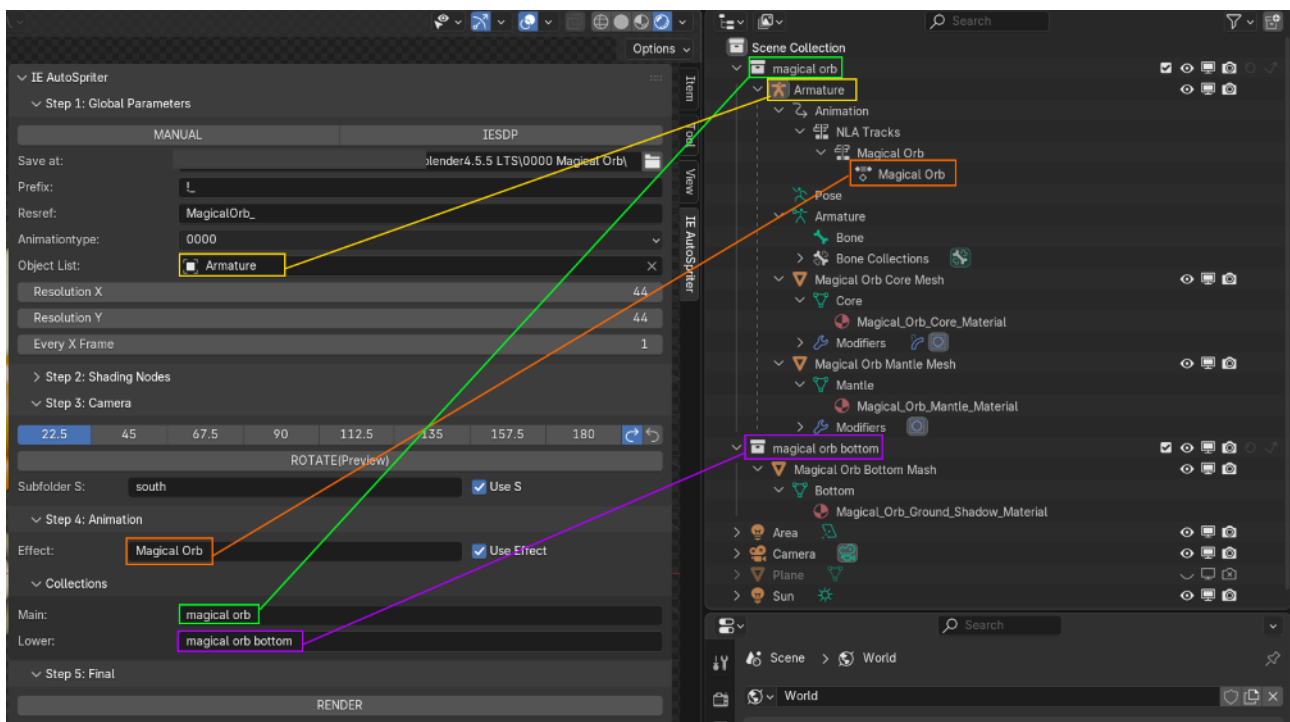 Options
IE AutoSpriter
Step 1: Global Parameters
MANUAL
IESDP
Save at:
blender4.5.5 LTS\0000 Magical Orb\
Prefix:
!_
Resref:
MagicalOrb_
Animationtype:
0000
Object List:
Armature
Resolution X
44
Resolution Y
44
Every X Frame
1
Step 2: Shading Nodes
Step 3: Camera
22.5
45
67.5
90
112.5
135
157.5
180
ROTATE(Preview)
Subfolder S:
south
Use S
Step 4: Animation
Effect:
Magical Orb
Use Effect
Collections
Main:
magical orb
Lower:
magical orb bottom
Step 5: Final
RENDER
Item
Tool
View
IE AutoSpriter
Search
Scene Collection
magical orb
Armature
Animation
NLA Tracks
Magical Orb
Magical Orb
Pose
Armature
Bone
Bone Collections
Magical Orb Core Mesh
Core
Magical_Orb_Core_Material
Modifiers
Magical Orb Mantle Mesh
Mantle
Magical_Orb_Mantle_Material
Modifiers
magical orb bottom
Magical Orb Bottom Mash
Bottom
Magical_Orb_Ground_Shadow_Material
Area
Camera
Plane
Sun
Search
Scene
World
World